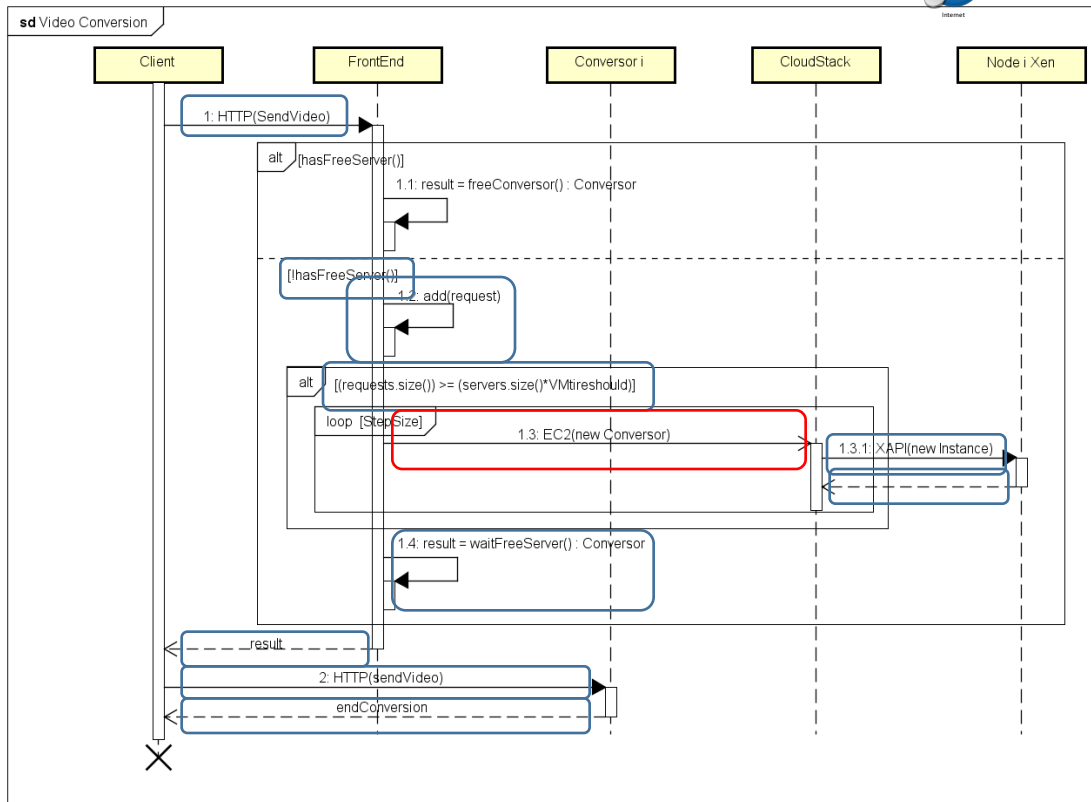 Internet
sd Video Conversion
Client
FrontEnd
Conversor i
CloudStack
Node i Xen
1: HTTP(SendVideo)
alt [hasFreeServer()]
1.1: result = freeConversor() : Conversor
[!hasFreeServer()]
1.2: add(request)
alt [(requests.size()) >= (servers.size()*VMtireshould)]
loop [StepSize]
1.3: EC2(new Conversor)
1.3.1: XAPI(new Instance)
1.4: result = waitFreeServer() : Conversor
result
2: HTTP(sendVideo)
endConversion